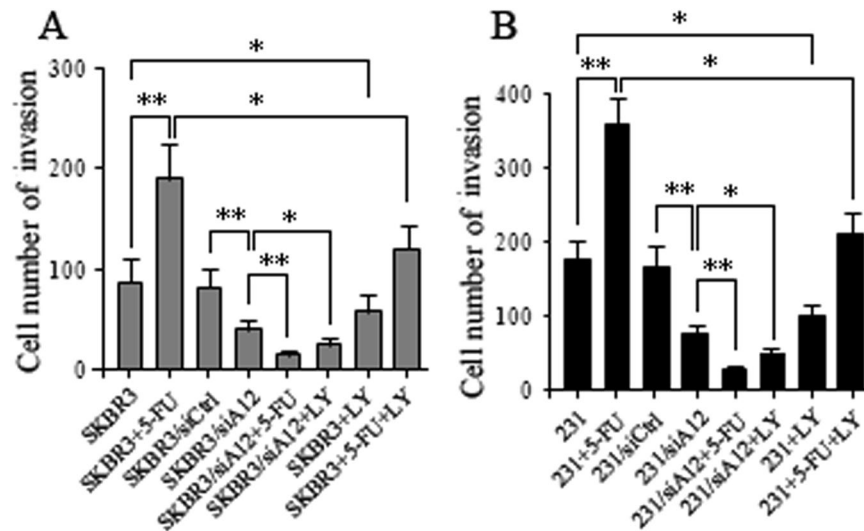 A
Cell number of invasion
300
200
100
0
*
**
*
**
*
**
SKBR3
SKBR3+5-FU
SKBR3/siCtrl
SKBR3/siA12
SKBR3/siA12+5-FU
SKBR3/siA12+LY
SKBR3+LY
SKBR3+5-FU+LY
B
Cell number of invasion
400
300
200
100
0
*
**
*
**
*
**
231
231+5-FU
231/siCtrl
231/siA12
231/siA12+5-FU
231/siA12+LY
231+LY
231+5-FU+LY